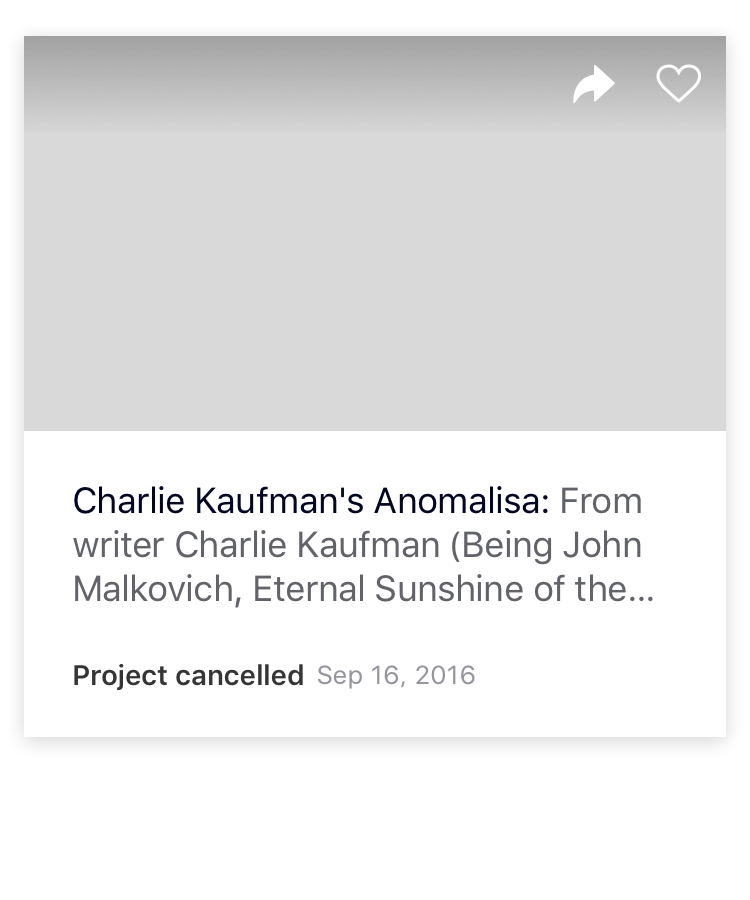 Charlie Kaufman's Anomalisa: From
writer Charlie Kaufman (Being John
Malkovich, Eternal Sunshine of the...
Project cancelled Sep 16, 2016